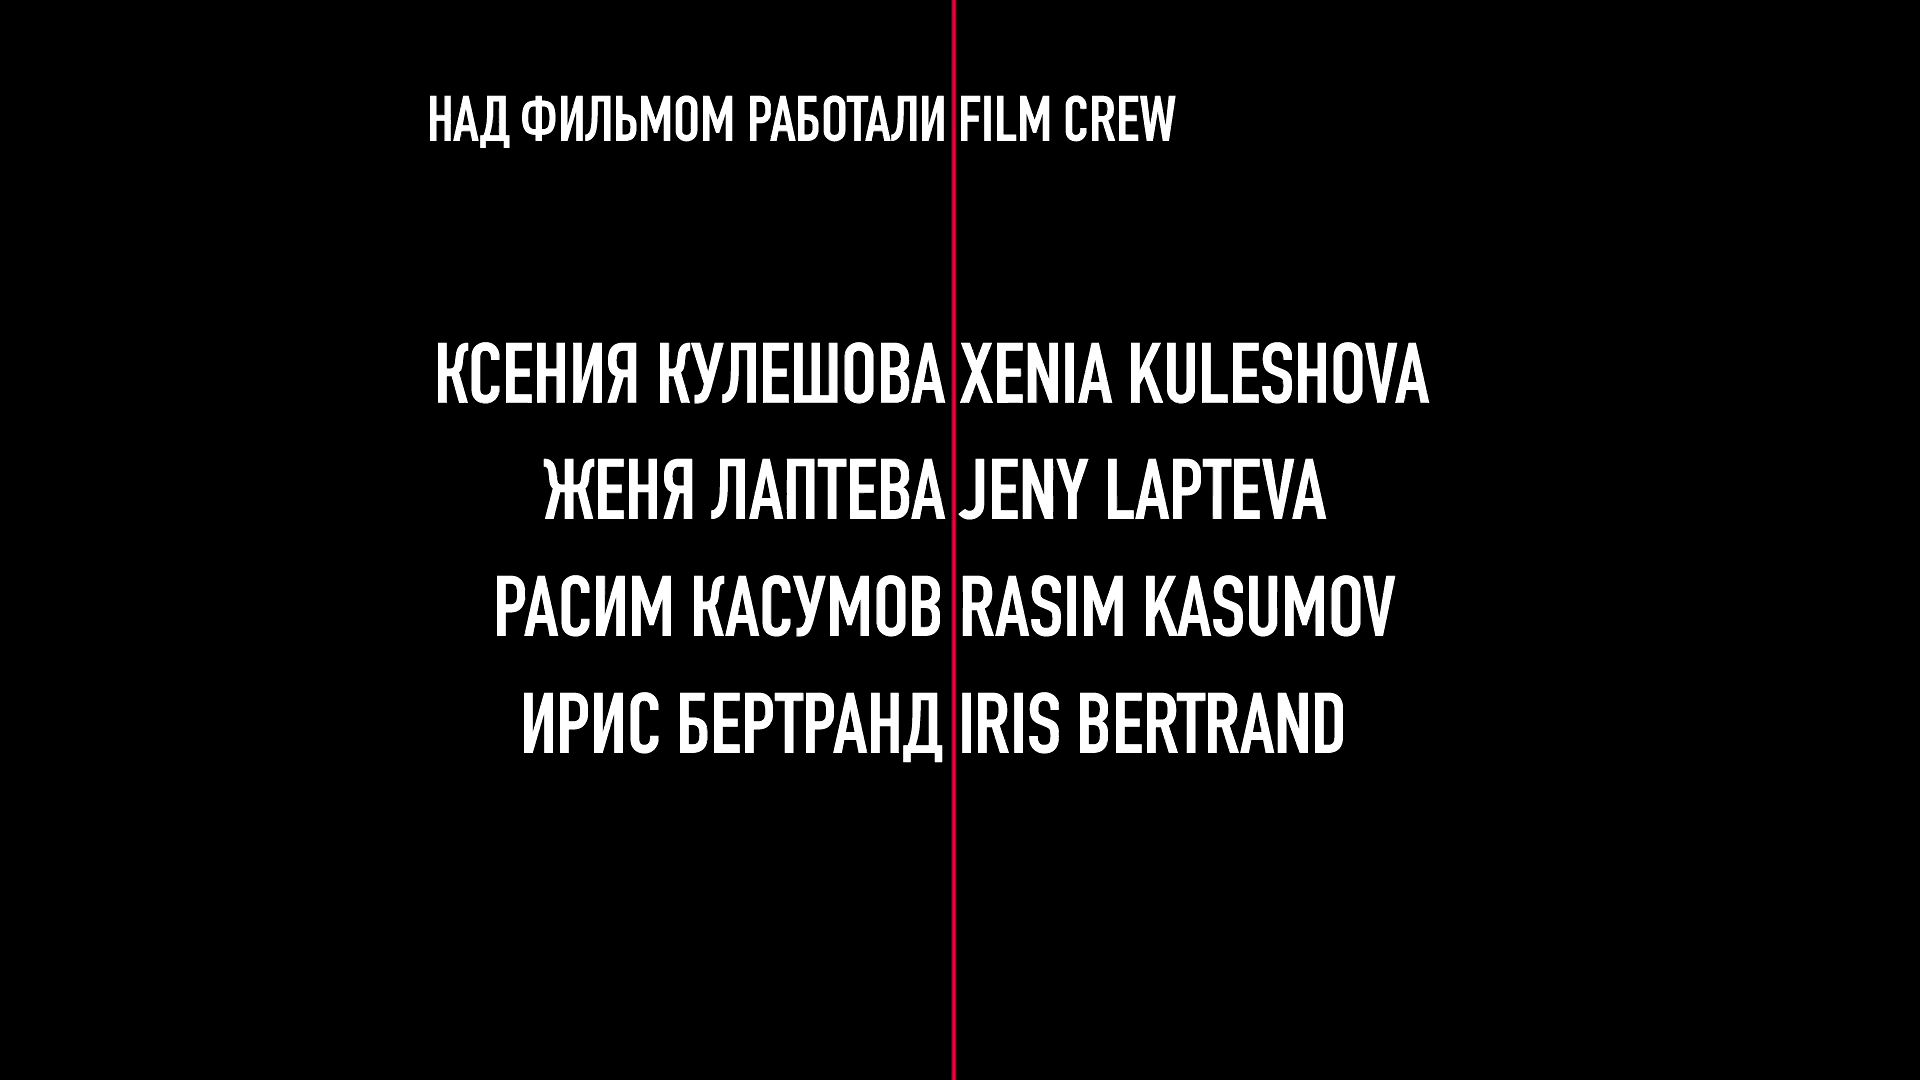 НАД ФИЛЬМОМ РАБОТАЛИ FILM CREW
КСЕНИЯ КУЛЕШОВА XENIA KULESHOVA
ЖЕНЯ ЛАПТЕВА JENY LAPTEVA
РАСИМ КАСУМОВ RASIM KASUMOV
ИРИС БЕРТРАНД IRIS BERTRAND